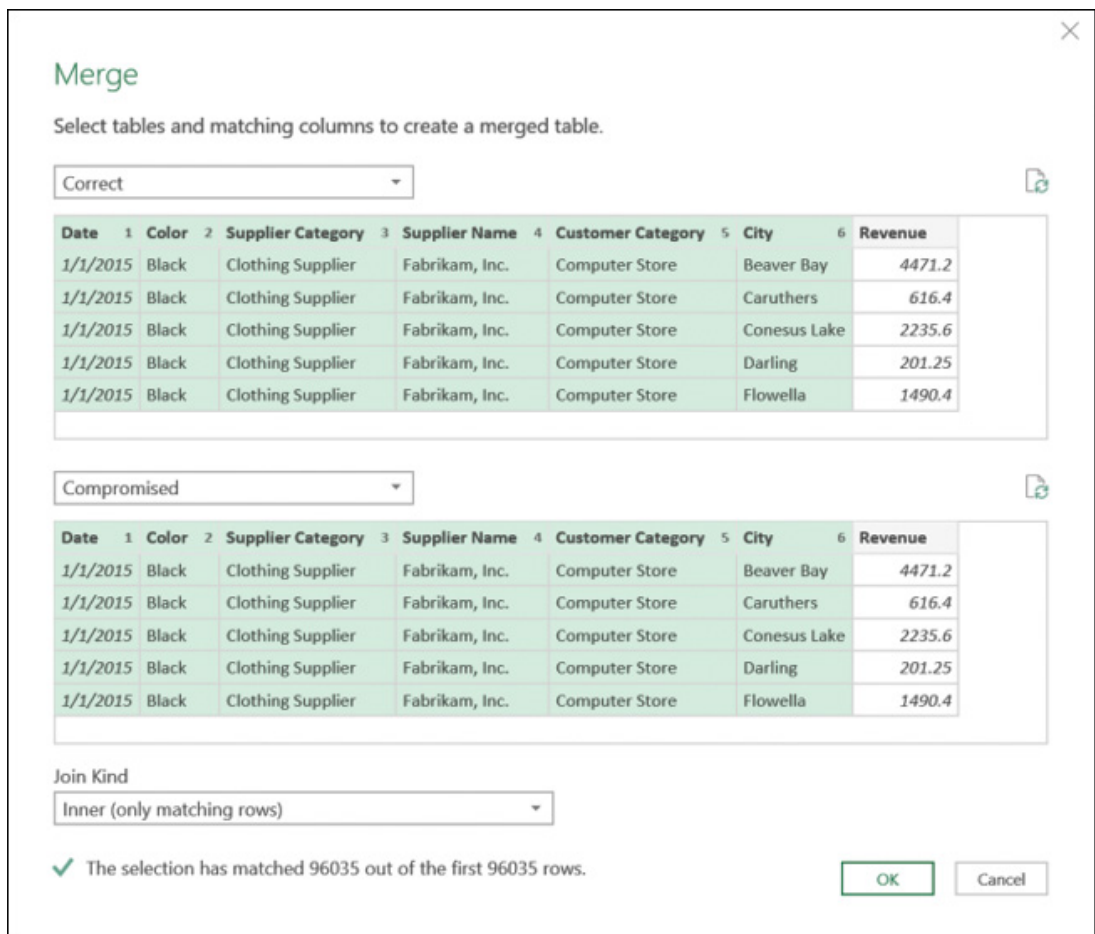 Merge
Select tables and matching columns to create a merged table.
Correct
Date 1 Color 2 Supplier Category 3 Supplier Name 4 Customer Category 5 City 6 Revenue
1/1/2015 Black Clothing Supplier Fabrikam, Inc. Computer Store Beaver Bay 4471.2
1/1/2015 Black Clothing Supplier Fabrikam, Inc. Computer Store Caruthers 616.4
1/1/2015 Black Clothing Supplier Fabrikam, Inc. Computer Store Conesus Lake 2235.6
1/1/2015 Black Clothing Supplier Fabrikam, Inc. Computer Store Darling 201.25
1/1/2015 Black Clothing Supplier Fabrikam, Inc. Computer Store Flowella 1490.4
Compromised
Date 1 Color 2 Supplier Category 3 Supplier Name 4 Customer Category 5 City 6 Revenue
1/1/2015 Black Clothing Supplier Fabrikam, Inc. Computer Store Beaver Bay 4471.2
1/1/2015 Black Clothing Supplier Fabrikam, Inc. Computer Store Caruthers 616.4
1/1/2015 Black Clothing Supplier Fabrikam, Inc. Computer Store Conesus Lake 2235.6
1/1/2015 Black Clothing Supplier Fabrikam, Inc. Computer Store Darling 201.25
1/1/2015 Black Clothing Supplier Fabrikam, Inc. Computer Store Flowella 1490.4
Join Kind
Inner (only matching rows)
The selection has matched 96035 out of the first 96035 rows.
OK Cancel